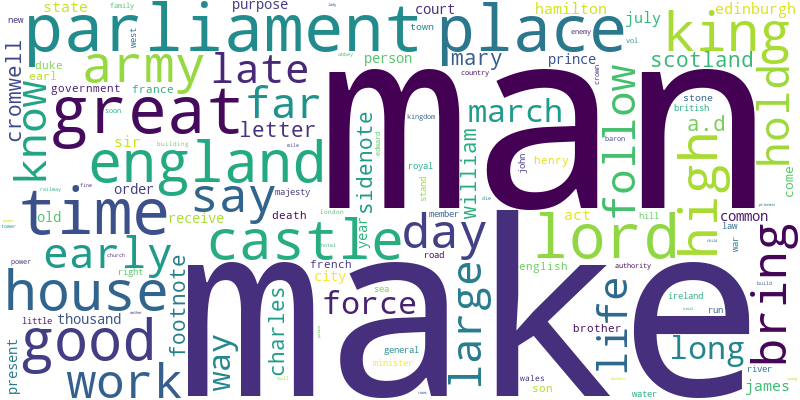 state family
purpose
court
hamilton
edinburgh
new
parliament
west
town
place
enemy
july
vol
king
duke
earl
army
late
person
mary
prince
scotland
cromwell
government
france
country
crown
know
great
far
man
march
follow
stone
british
hold
soon
letter
kingdom
a.d
sir
building
england
sidenote
edward
william
john
henry
baron
high
mile
royal
come
railway
fine
order
say
majesty
stand
die
princess
time
old
receive
death
london
year
member
lord
act
hill
common
tower
castle
day
law
war
early
church
hotel
road
child
bring
power
right
french
city
english
authority
house
footnote
sea
large
life
ireland
build
little
thousand
charles
force
make
run
good
way
general
brother
long
present
minister
river
work
wales
son
water
james